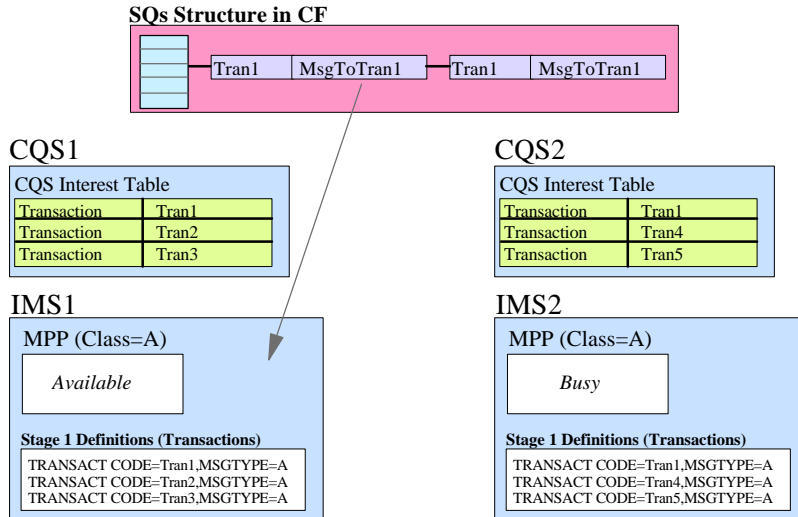 SQs Structure in CF
Tran1 MsgToTran1 Tran1 MsgToTran1
CQS1
CQS Interest Table
Transaction Tran1
Transaction Tran2
Transaction Tran3
CQS2
CQS Interest Table
Transaction Tran1
Transaction Tran4
Transaction Tran5
IMS1
MPP (Class=A)
Available
Stage 1 Definitions (Transactions)
TRANSACT CODE=Tran1,MSGTYPE=A
TRANSACT CODE=Tran2,MSGTYPE=A
TRANSACT CODE=Tran3,MSGTYPE=A
IMS2
MPP (Class=A)
Busy
Stage 1 Definitions (Transactions)
TRANSACT CODE=Tran1,MSGTYPE=A
TRANSACT CODE=Tran4,MSGTYPE=A
TRANSACT CODE=Tran5,MSGTYPE=A